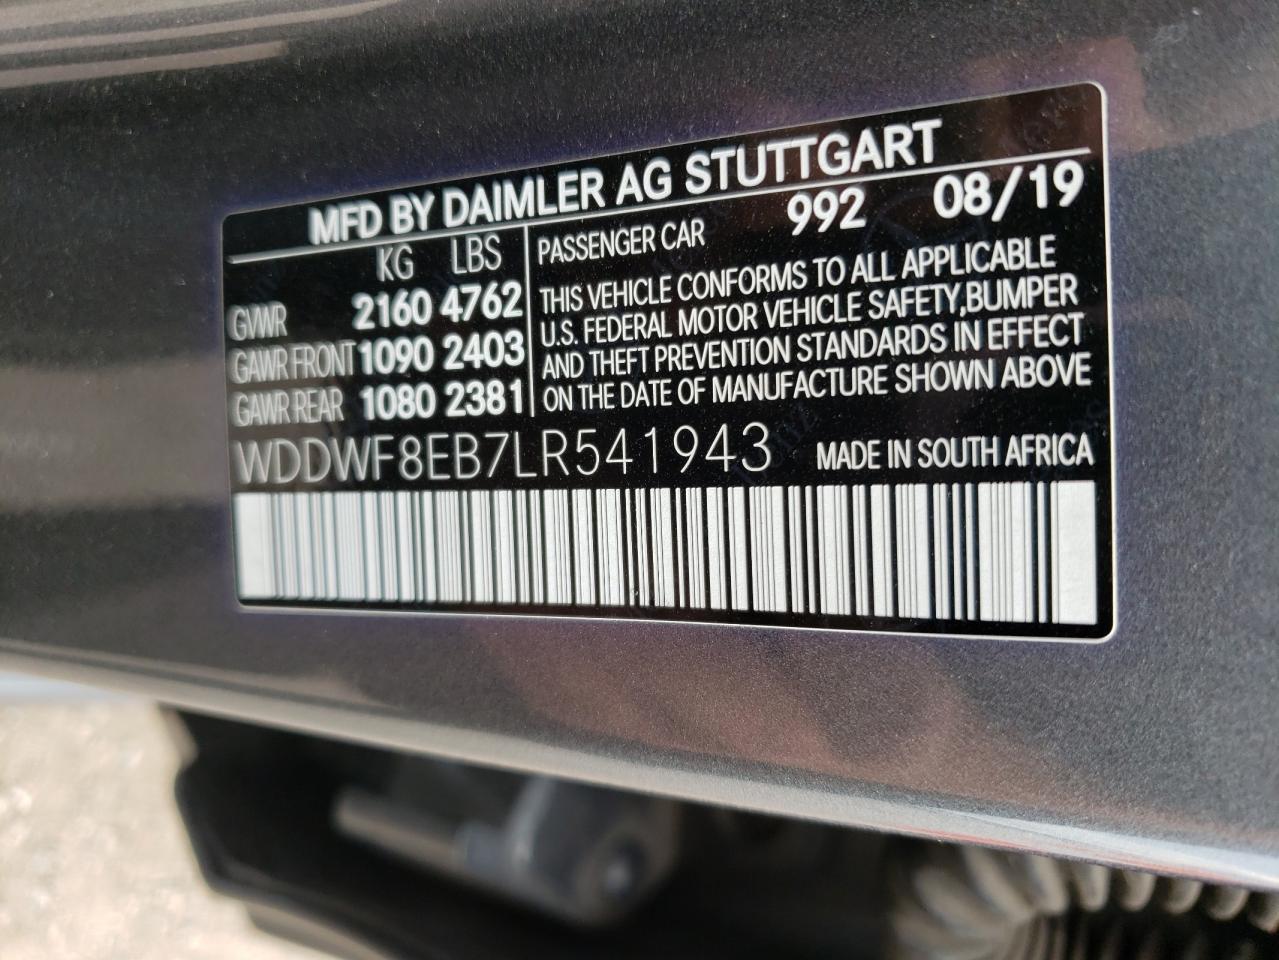 MFD BY DAIMLER AG STUTTGART
KG LBS
GVWR 2160 4762
GAWR FRONT 1090 2403
GAWR REAR 1080 2381
PASSENGER CAR 992 08/19
THIS VEHICLE CONFORMS TO ALL APPLICABLE
U.S. FEDERAL MOTOR VEHICLE SAFETY,BUMPER
AND THEFT PREVENTION STANDARDS IN EFFECT
ON THE DATE OF MANUFACTURE SHOWN ABOVE
WDDWF8EB7LR541943 MADE IN SOUTH AFRICA